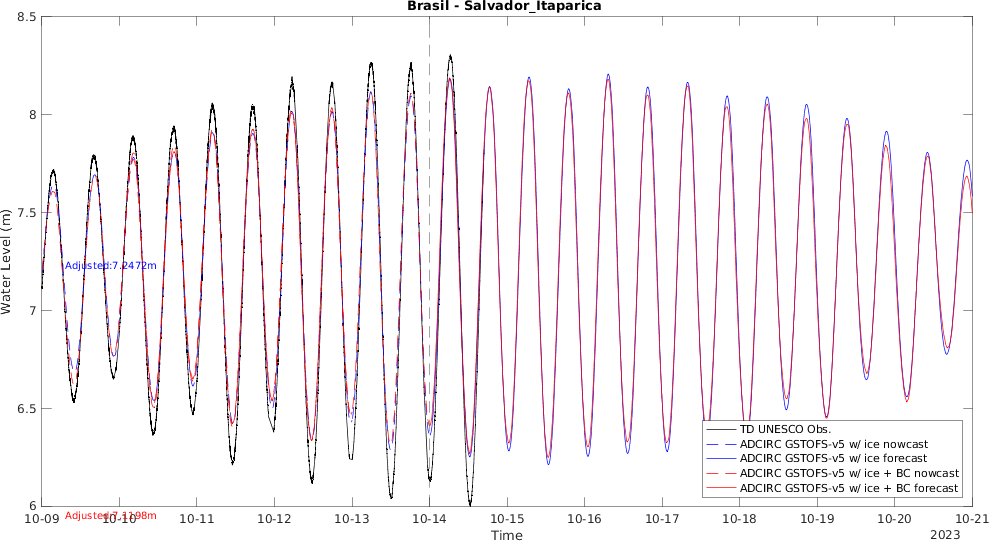 Brasil - Salvador_Itaparica
8.5
8
7.5
7
6.5
6
Water Level (m)
Adjusted:7.2472m
Adjusted:7.1198m
TD UNESCO Obs.
ADCIRC GSTOFS-v5 w/ ice nowcast
ADCIRC GSTOFS-v5 w/ ice forecast
ADCIRC GSTOFS-v5 w/ ice + BC nowcast
ADCIRC GSTOFS-v5 w/ ice + BC forecast
10-09 10-10 10-11 10-12 10-13 10-14 10-15 10-16 10-17 10-18 10-19 10-20 10-21
Time
2023